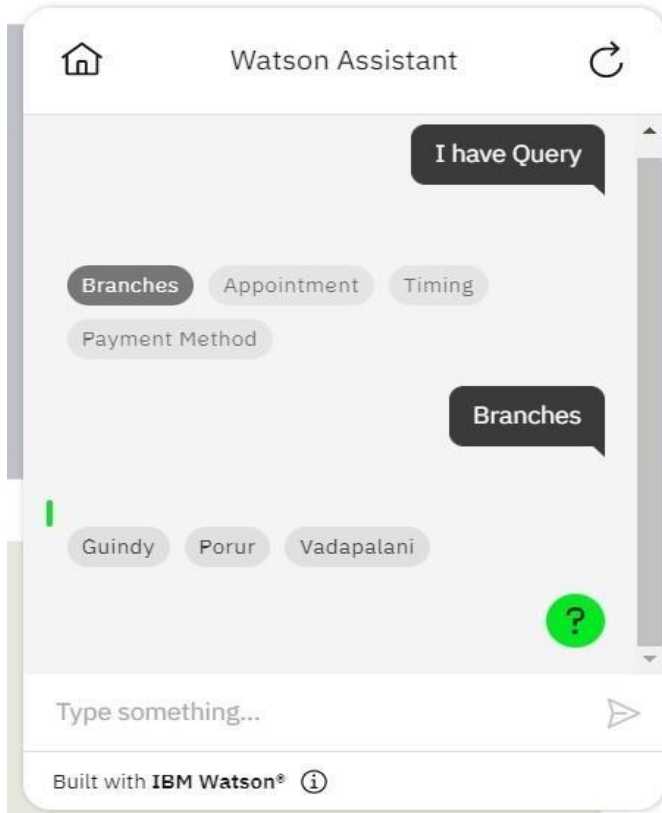 Watson Assistant
I have Query
Branches Appointment Timing
Payment Method
Branches
Guindy Porur Vadapalani
?
Type something...
Built with IBM Watson®